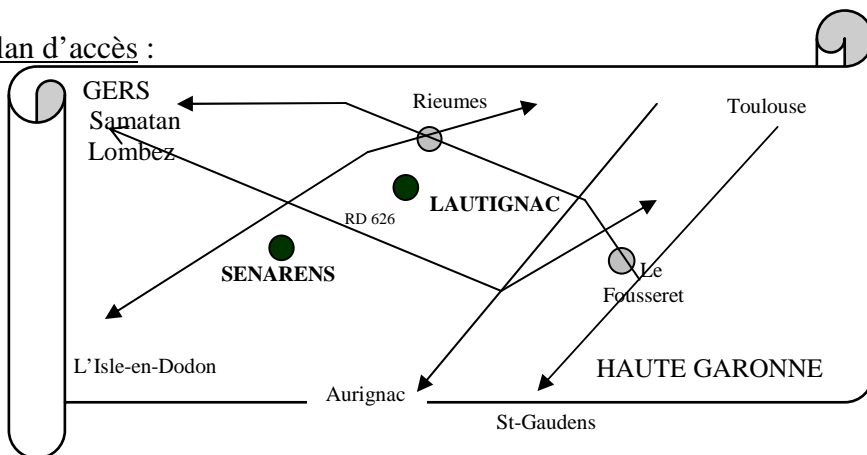 lan d’accès :
GERS
Samatan
Lombez
Rieumes
Toulouse
LAUTIGNAC
RD 626
SENARENS
Le
Fousseret
L’Isle-en-Dodon
HAUTE GARONNE
Aurignac
St-Gaudens